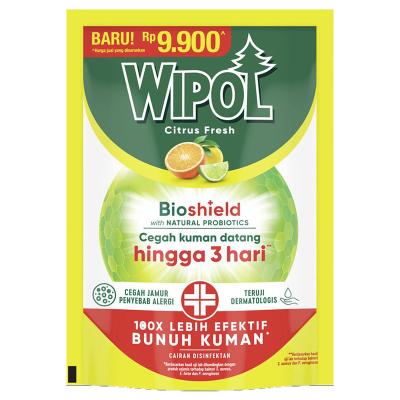 BARU! Rp 9.900^
*Harga jual yang disarankan
WIPOL
Citrus Fresh
Bioshield
with NATURAL PROBIOTICS
Cegah kuman datang
hingga 3 hari**
CEGAH JAMUR
PENYEBAB ALERGI
TERUJI
DERMATOLOGIS
100X LEBIH EFEKTIF
BUNUH KUMAN*
CAIRAN DISINFEKTAN